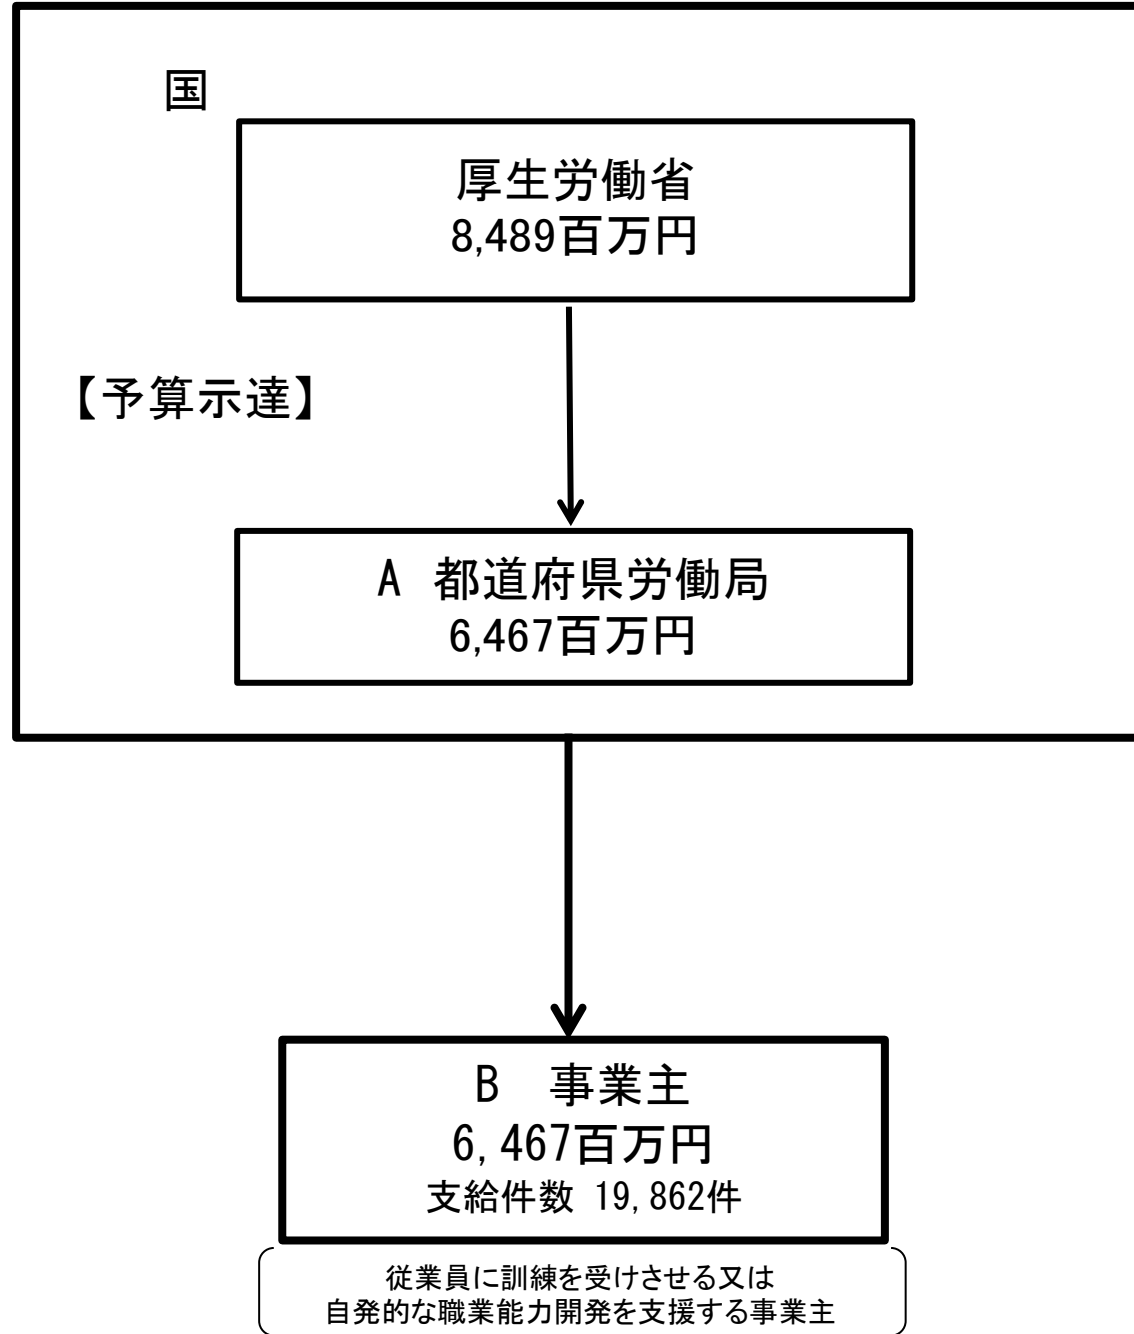 国
厚生労働省
8,489百万円
【予算示達】
A 都道府県労働局
6,467百万円
B 事業主
6,467百万円
支給件数 19,862件
従業員に訓練を受けさせる又は
自発的な職業能力開発を支援する事業主